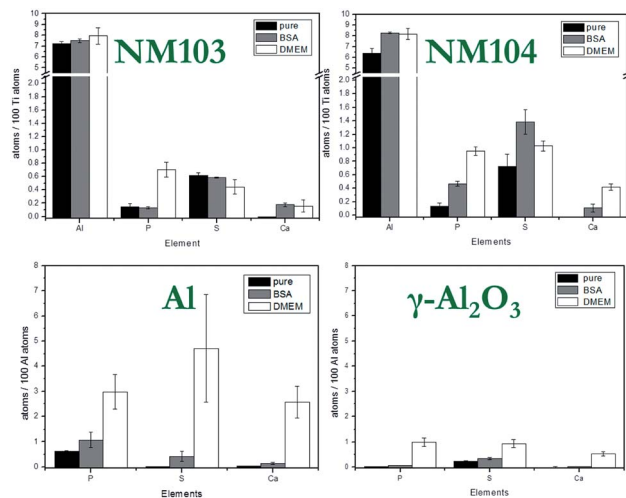 NM103
pure
BSA
DMEM
atoms / 100 Ti atoms
9
8
7
6
5
1.8
1.6
1.4
1.2
1.0
0.8
0.6
0.4
0.2
0.0
Al P S Ca
Element
NM104
pure
BSA
DMEM
atoms / 100 Ti atoms
9
8
7
6
5
2.0
1.8
1.6
1.4
1.2
1.0
0.8
0.6
0.4
0.2
0.0
Al P S Ca
Elements
Al
pure
BSA
DMEM
atoms / 100 Al atoms
8
7
6
5
4
3
2
1
0
P S Ca
Elements
γ-Al₂O₃
pure
BSA
DMEM
atoms / 100 Al atoms
8
7
6
5
4
3
2
1
0
P S Ca
Elements